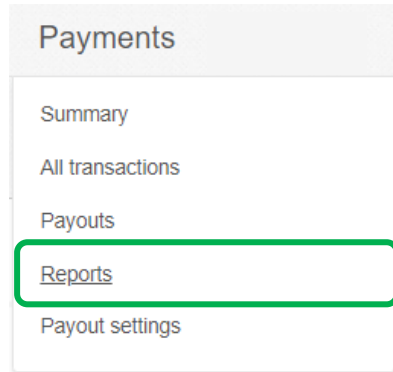 Payments
Summary
All transactions
Payouts
Reports
Payout settings